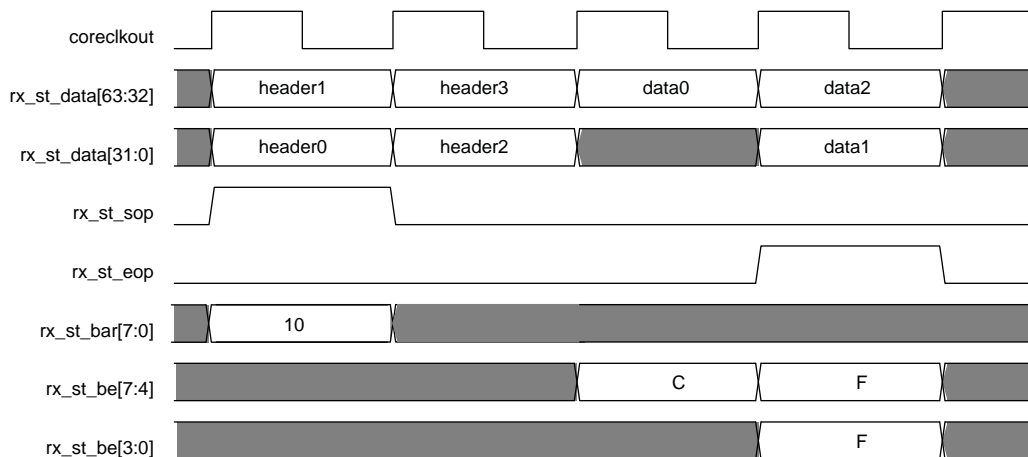 coreclkout
rx_st_data[63:32] header1 header3 data0 data2
rx_st_data[31:0] header0 header2 data1
rx_st_sop
rx_st_eop
rx_st_bar[7:0] 10
rx_st_be[7:4] C F
rx_st_be[3:0] F